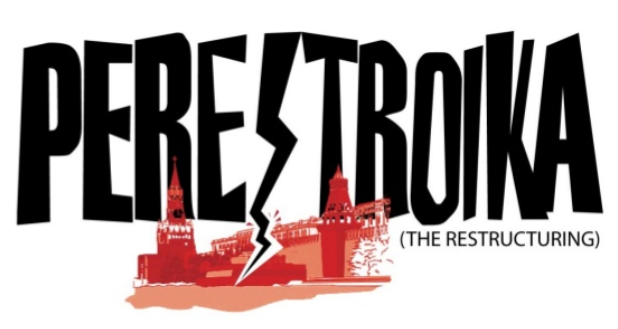 PERESTROIKA
(THE RESTRUCTURING)